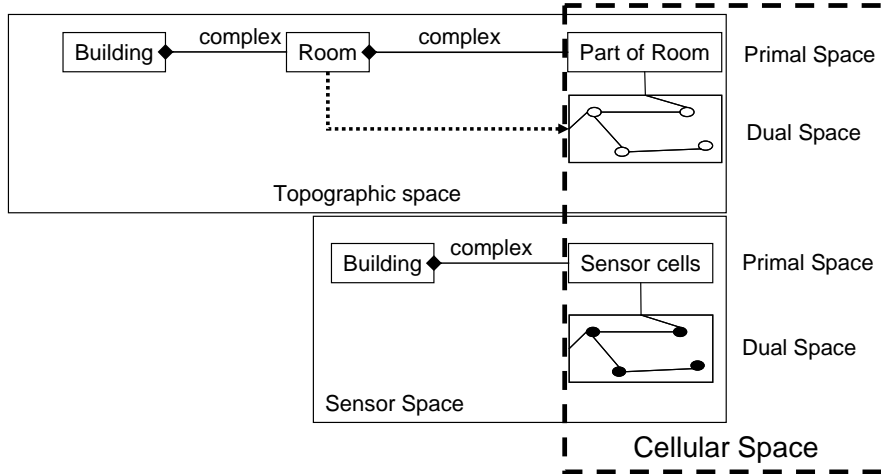 complex complex
Building Room Part of Room Primal Space
Dual Space
Topographic space
complex
Building Sensor cells Primal Space
Dual Space
Sensor Space
Cellular Space